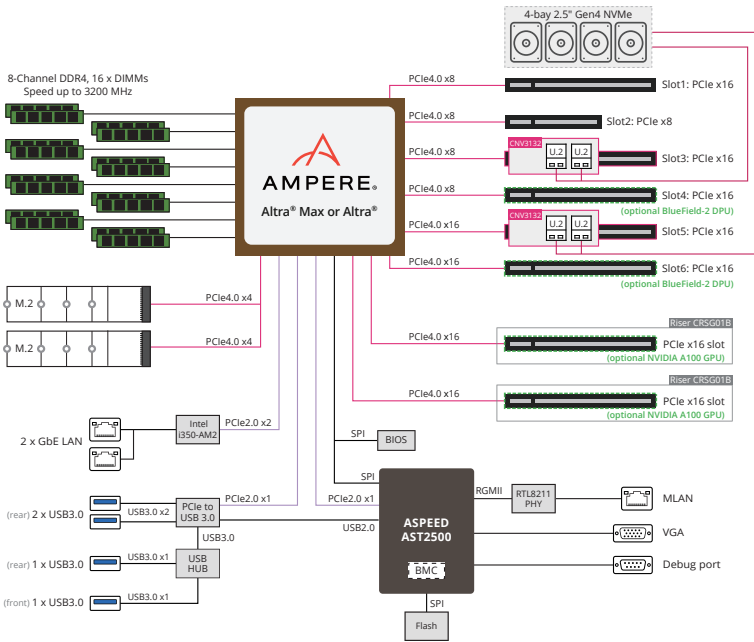 4-bay 2.5" Gen4 NVMe
8-Channel DDR4, 16 x DIMMs
Speed up to 3200 MHz
AMPERE®
Altra® Max or Altra®
PCIe4.0 x8
Slot1: PCIe x16
PCIe4.0 x8
Slot2: PCIe x8
PCIe4.0 x8
CNV3132
U.2
U.2
Slot3: PCIe x16
PCIe4.0 x8
Slot4: PCIe x16
(optional BlueField-2 DPU)
PCIe4.0 x16
CNV3132
U.2
U.2
Slot5: PCIe x16
PCIe4.0 x16
Slot6: PCIe x16
(optional BlueField-2 DPU)
M.2
PCIe4.0 x4
M.2
PCIe4.0 x4
PCIe4.0 x16
Riser CRSG01B
PCIe x16 slot
(optional NVIDIA A100 GPU)
PCIe4.0 x16
Riser CRSG01B
PCIe x16 slot
(optional NVIDIA A100 GPU)
2 x GbE LAN
Intel
i350-AM2
PCIe2.0 x2
SPI
BIOS
SPI
(rear) 2 x USB3.0
USB3.0 x2
PCIe to
USB 3.0
PCIe2.0 x1
PCIe2.0 x1
USB2.0
USB3.0
(rear) 1 x USB3.0
USB3.0 x1
USB
HUB
(front) 1 x USB3.0
USB3.0 x1
ASPEED
AST2500
BMC
SPI
Flash
RGMII
RTL8211
PHY
MLAN
VGA
Debug port